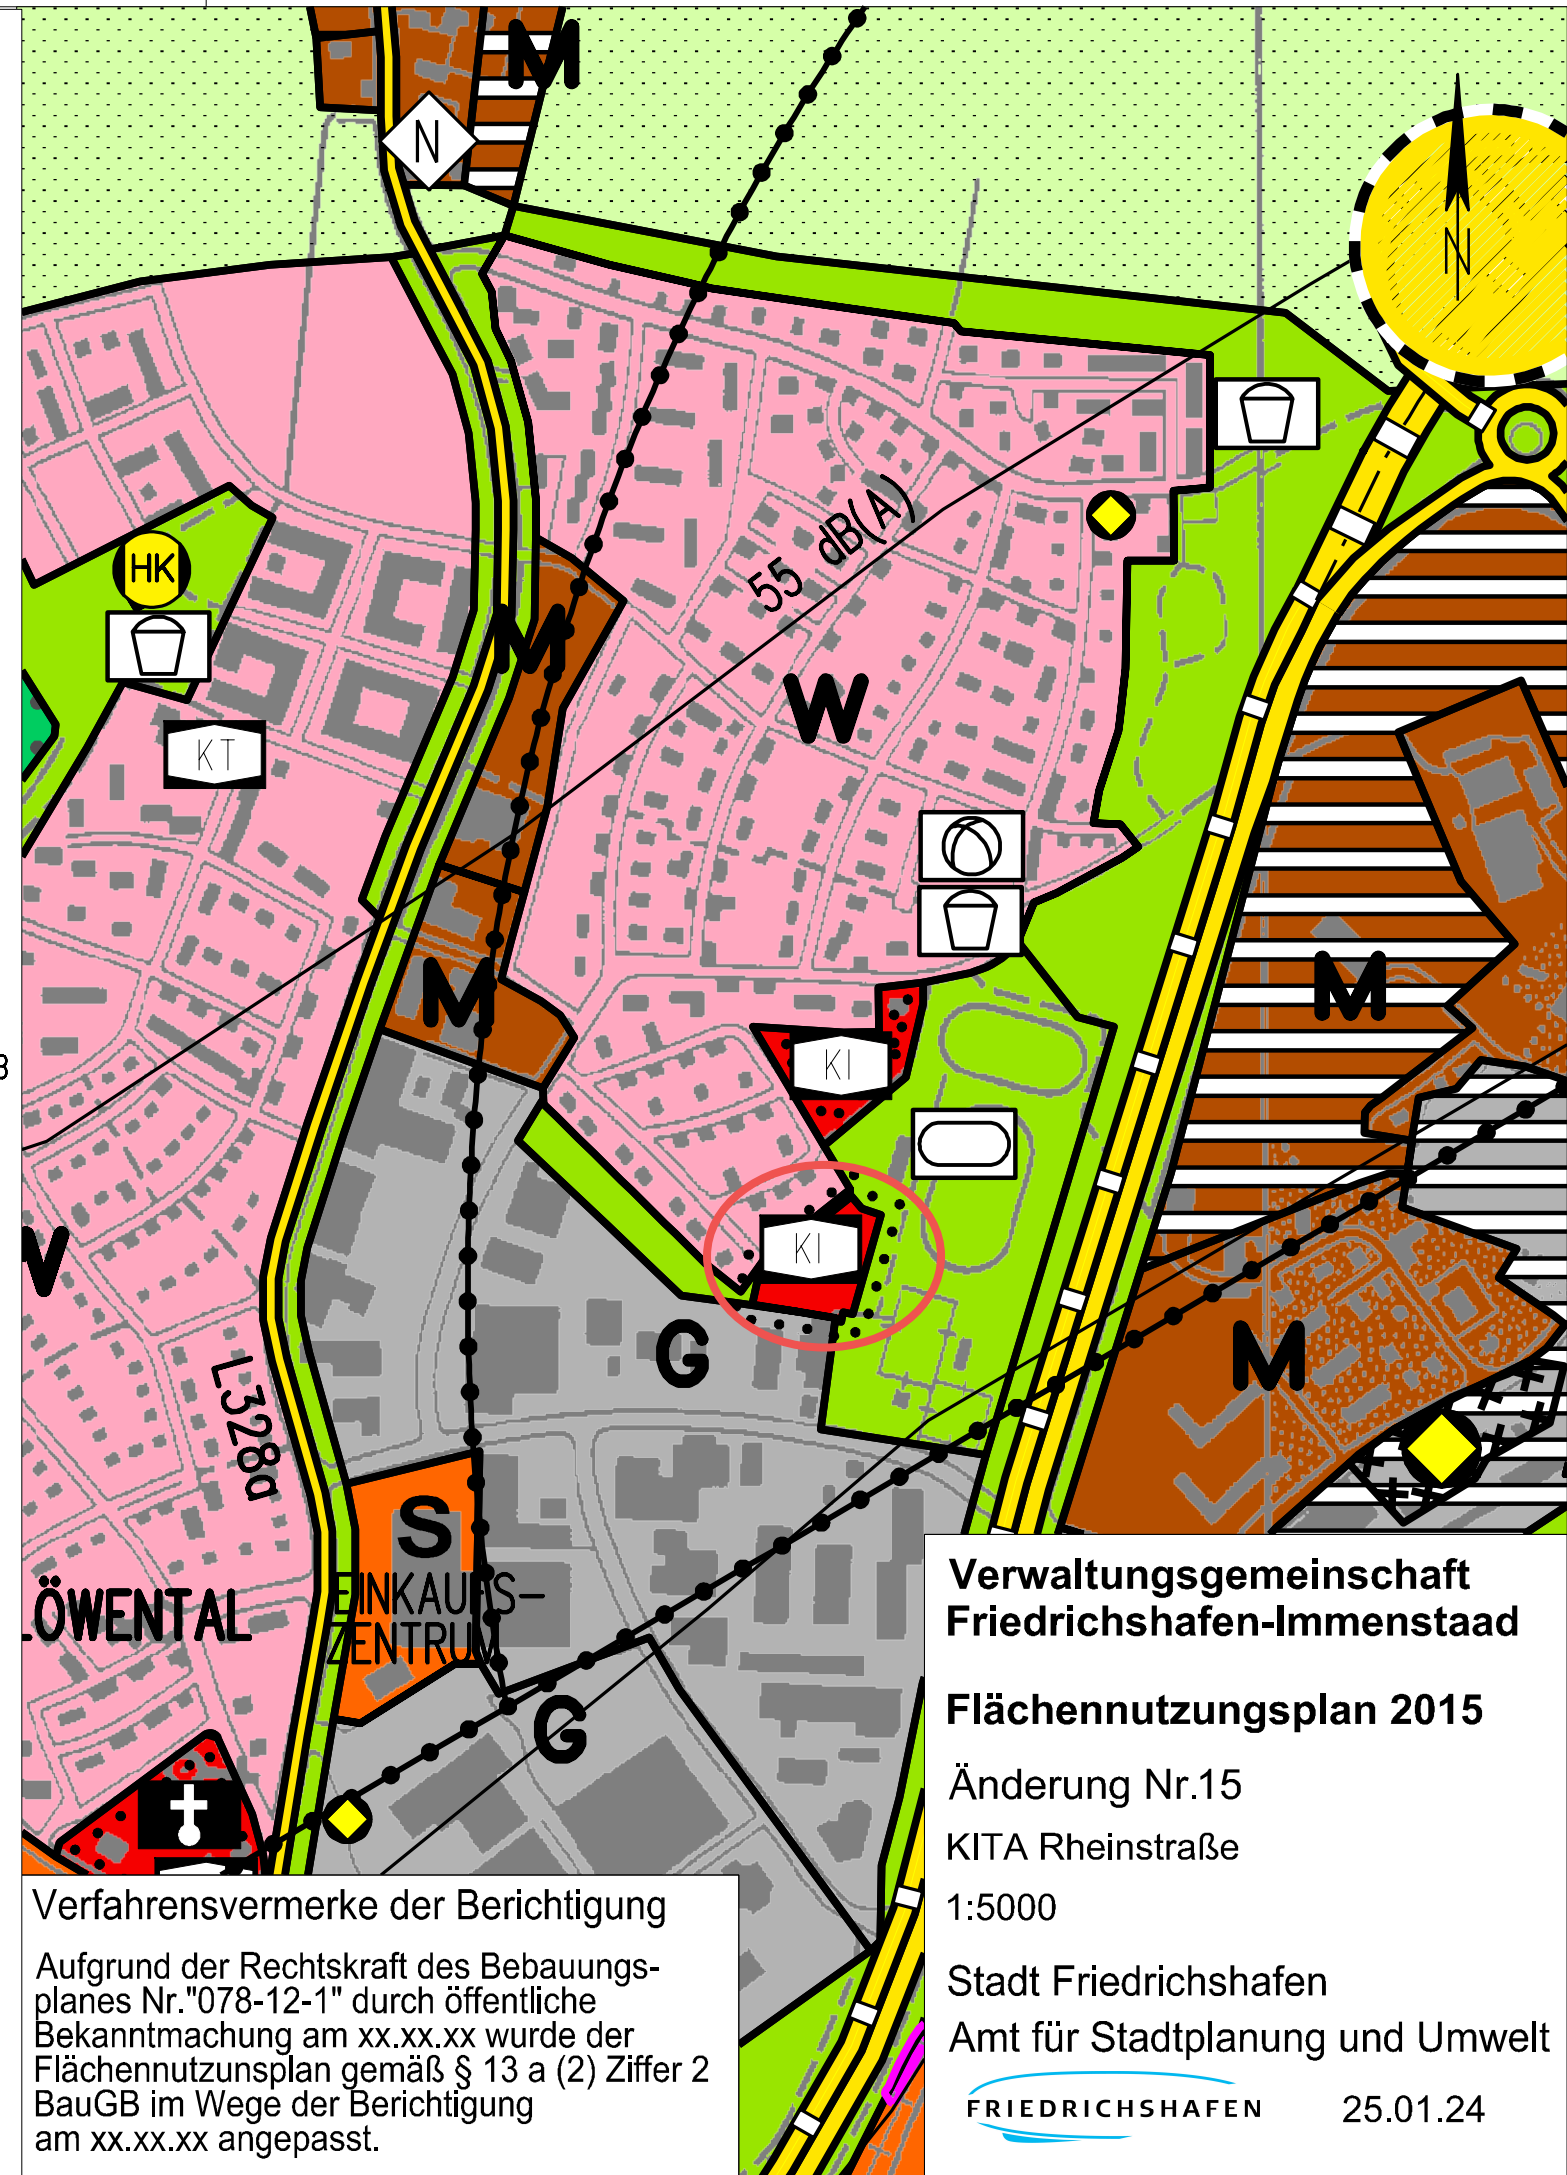 M
N
N
HK
KT
55 dB(A)
M
W
M
M
KI
KI
G
M
L328a
S
EINKAUFS-
ZENTRUM
ÖWENTAL
G
Verwaltungsgemeinschaft
Friedrichshafen-Immenstaad
Flächennutzungsplan 2015
Änderung Nr.15
KITA Rheinstraße
1:5000
Stadt Friedrichshafen
Amt für Stadtplanung und Umwelt
FRIEDRICHSHAFEN
25.01.24
Verfahrensvermerke der Berichtigung
Aufgrund der Rechtskraft des Bebauungs-
planes Nr."078-12-1" durch öffentliche
Bekanntmachung am xx.xx.xx wurde der
Flächennutzunsplan gemäß § 13 a (2) Ziffer 2
BauGB im Wege der Berichtigung
am xx.xx.xx angepasst.